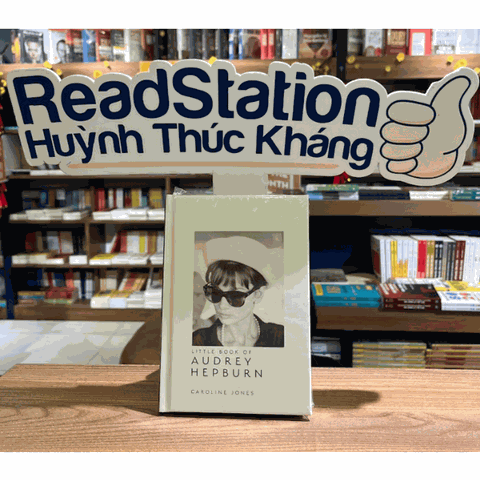 ReadStation
Huỳnh Thúc Kháng
LITTLE BOOK OF
AUDREY
HEPBURN
CAROLINE JONES